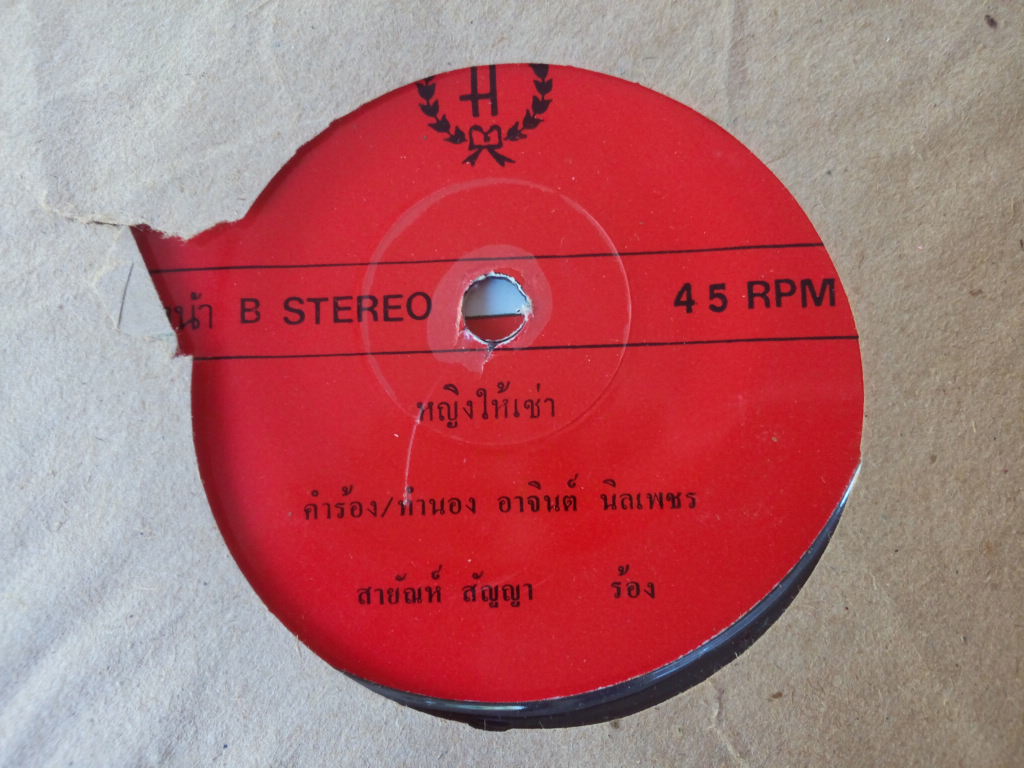 H
หน้า B STEREO 45 RPM
หญิงให้เช่า
คำร้อง/ทำนอง อาจินต์ นิลเพชร
สายัณห์ สัญญา ร้อง